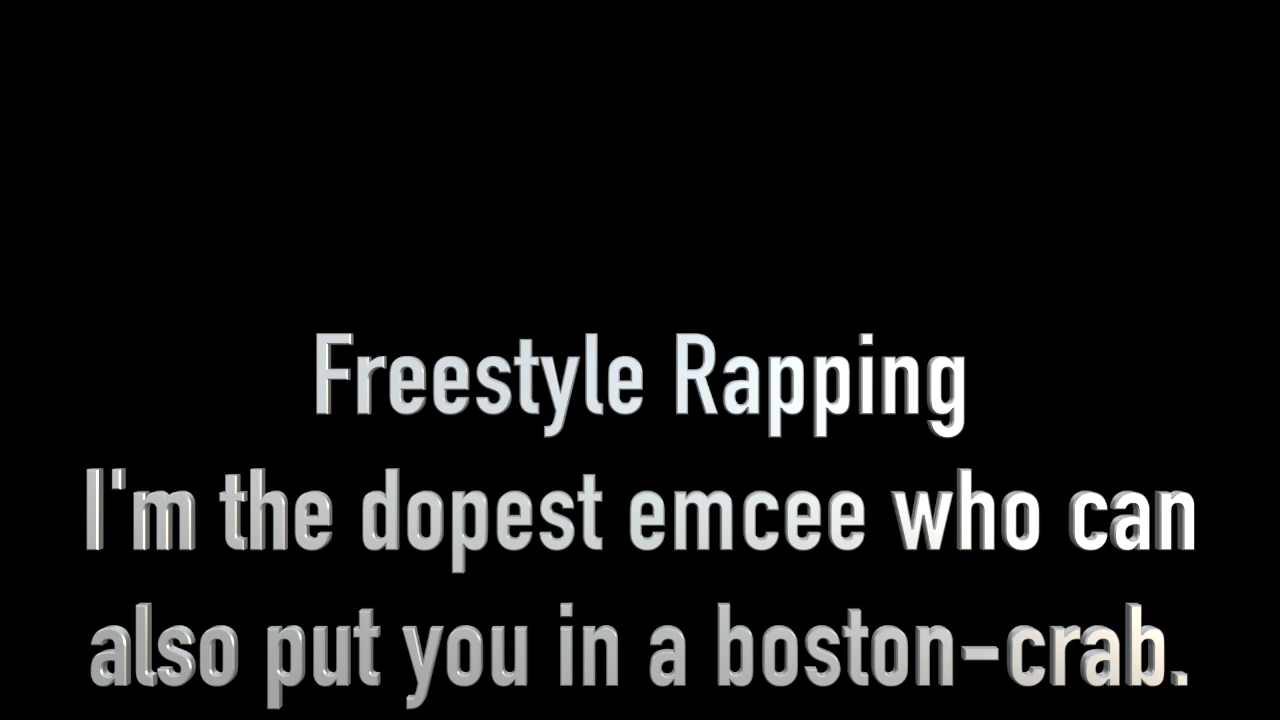 Freestyle Rapping
I'm the dopest emcee who can
also put you in a boston-crab.